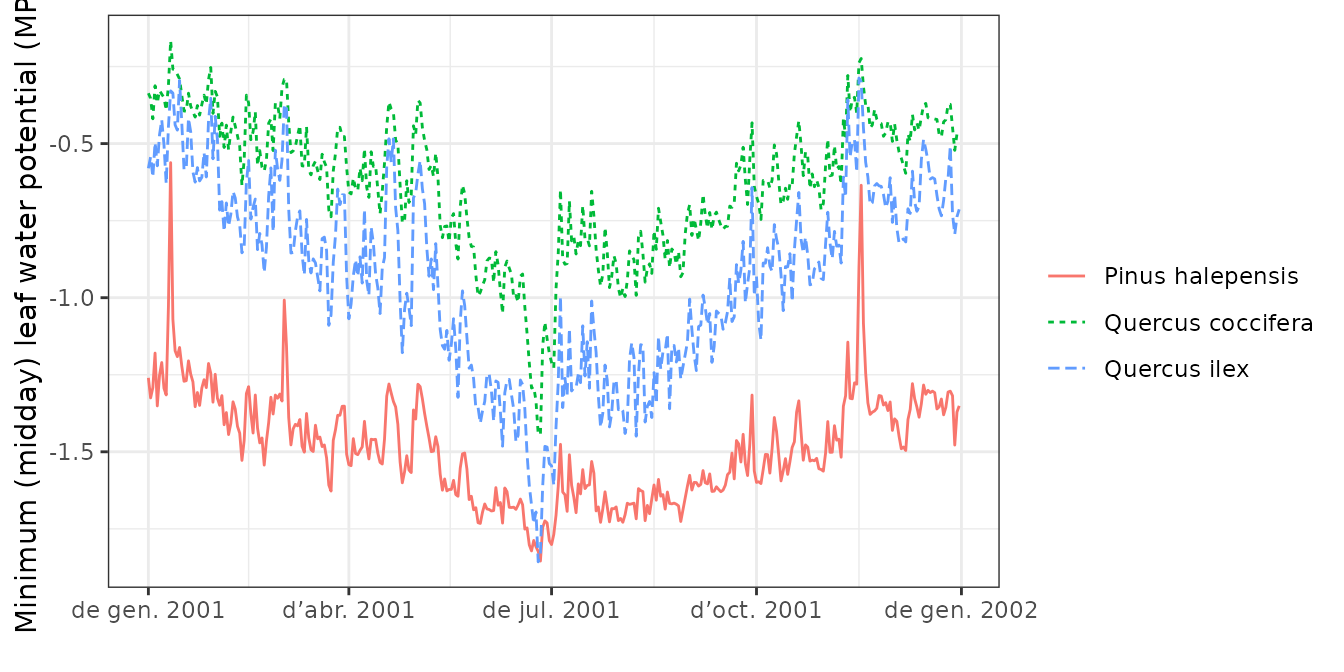 Minimum (midday) leaf water potential (MP
-0.5
-1.0
-1.5
de gen. 2001
d’abr. 2001
de jul. 2001
d’oct. 2001
de gen. 2002
Pinus halepensis
Quercus coccifera
Quercus ilex